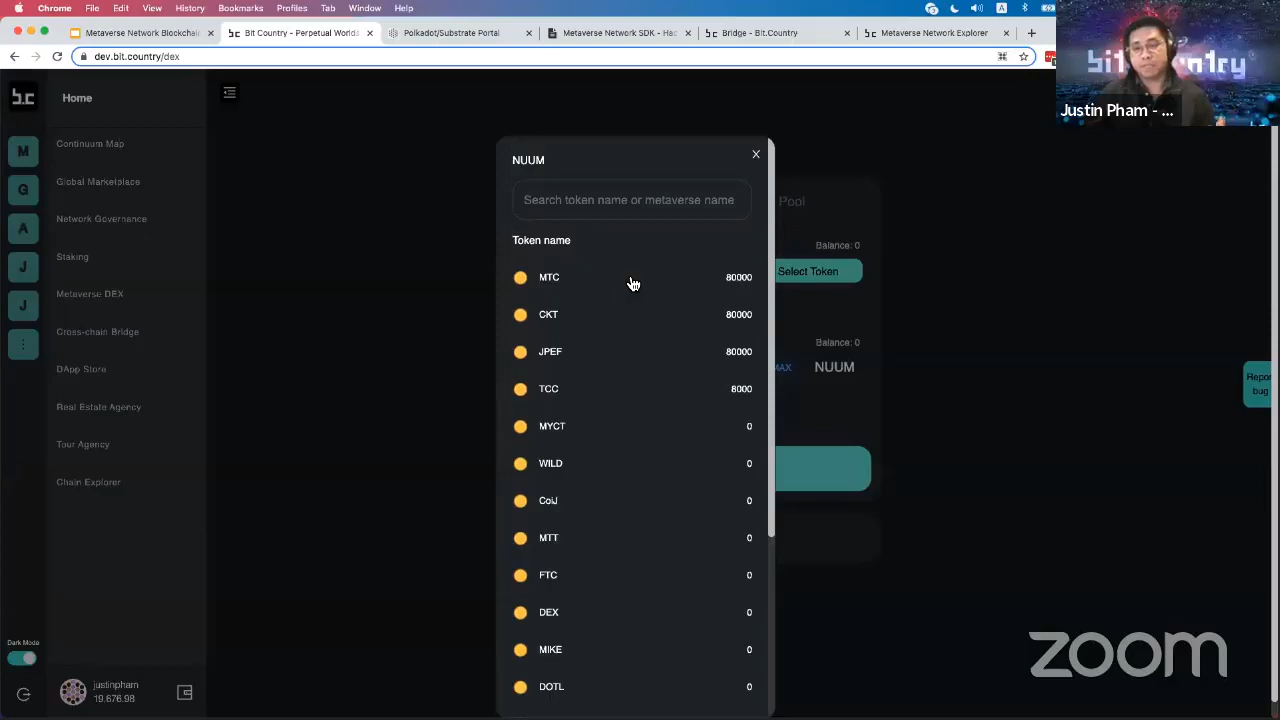 Chrome File Edit View History Bookmarks Profiles Tab Window Help
Metaverse Network Blockchain
Bit Country - Perpetual Worlds
Polkadot/Substrate Portal
Metaverse Network SDK - Hac
Bridge - Bit.Country
Metaverse Network Explorer
dev.bit.country/dex
b.c
Home
Continuum Map
Global Marketplace
Network Governance
Staking
Metaverse DEX
Cross-chain Bridge
DApp Store
Real Estate Agency
Tour Agency
Chain Explorer
M
G
A
J
J
Dark Moda
justinpham
19.676.98
NUUM
X
Search token name or metaverse name
Token name
MTC 80000
CKT 80000
JPEF 80000
TCC 8000
MYCT 0
WILD 0
CoiJ 0
MTT 0
FTC 0
DEX 0
MIKE 0
DOTL 0
Pool
Balance: 0
Select Token
Balance: 0
MAX NUUM
Repor
bug
Justin Pham - ...
zoom